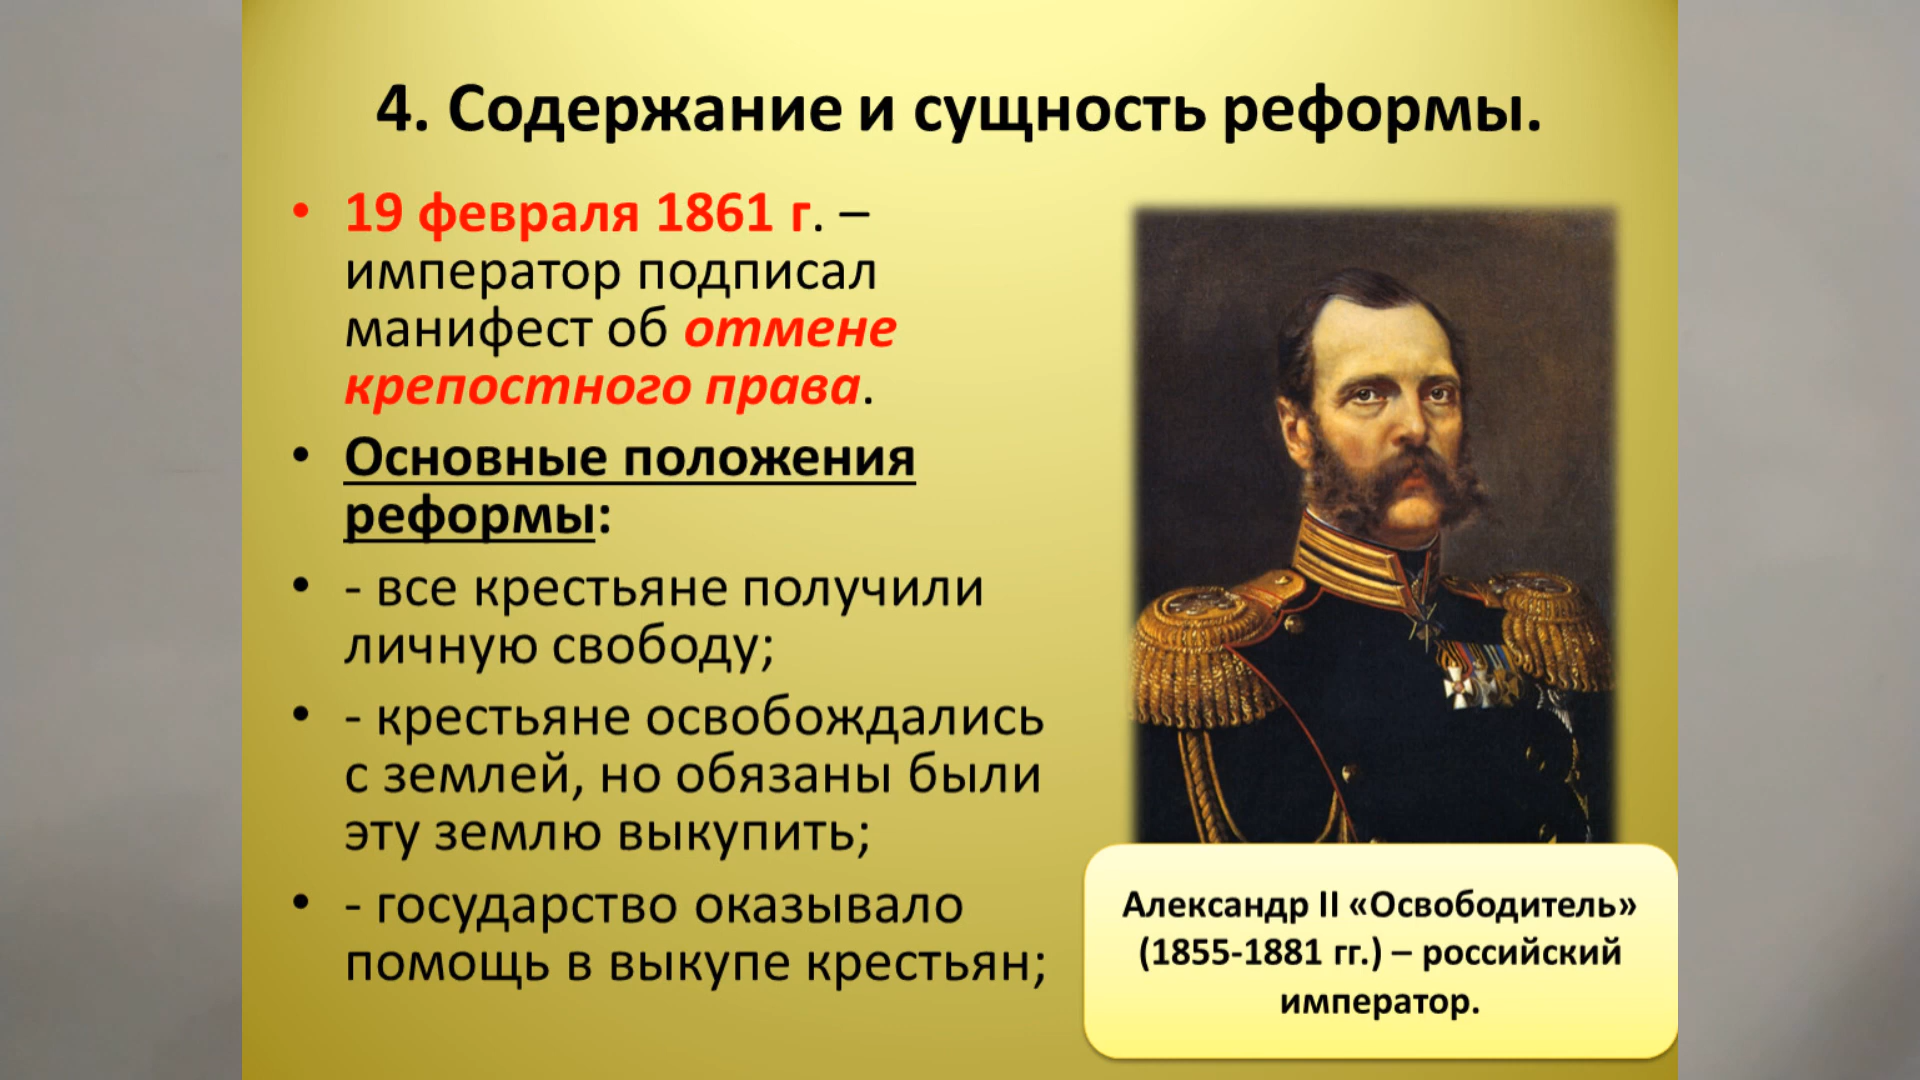 4. Содержание и сущность реформы.
• 19 февраля 1861 г. –
император подписал
манифест об отмене
крепостного права.
• Основные положения
реформы:
• - все крестьяне получили
личную свободу;
• - крестьяне освобождались
с землей, но обязаны были
эту землю выкупить;
• - государство оказывало
помощь в выкупе крестьян;
Александр II «Освободитель»
(1855-1881 гг.) – российский
император.